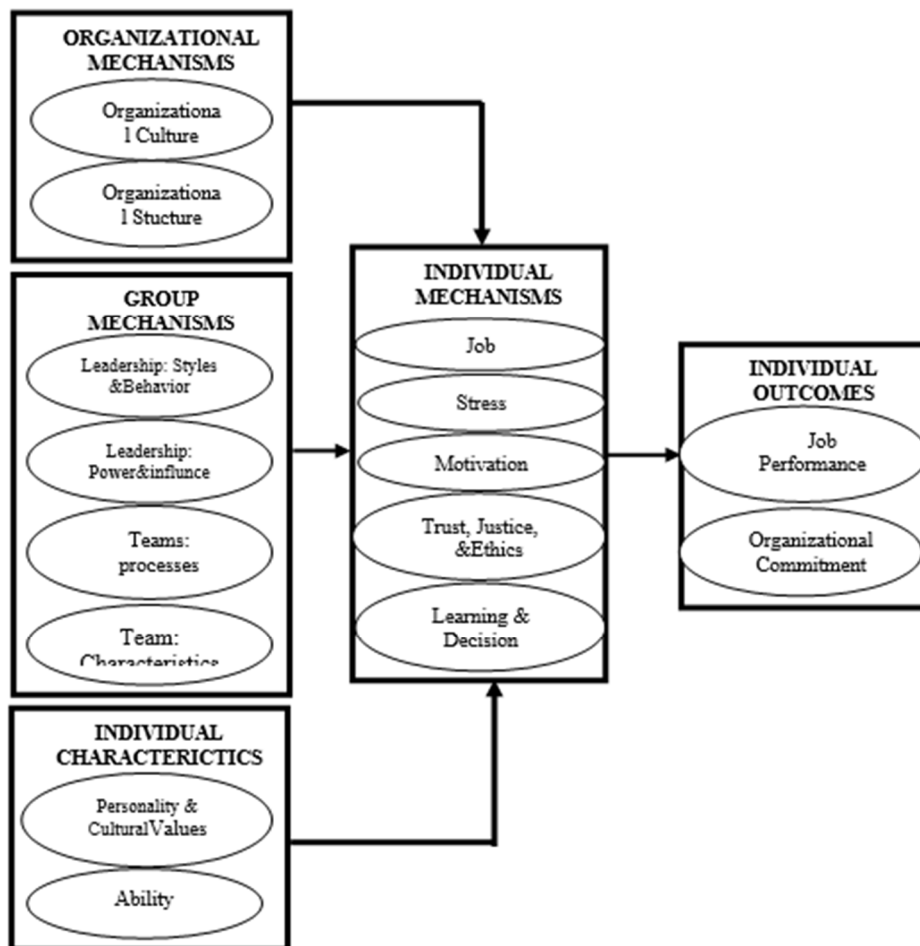 ORGANIZATIONAL
MECHANISMS
Organizationa
l Culture
Organizationa
l Stucture
GROUP
MECHANISMS
Leadership: Styles
&Behavior
Leadership:
Power&influnce
Teams:
processes
Team:
Characteristics
INDIVIDUAL
CHARACTERICTICS
Personality &
CulturalValues
Ability
INDIVIDUAL
MECHANISMS
Job
Stress
Motivation
Trust, Justice,
&Ethics
Learning &
Decision
INDIVIDUAL
OUTCOMES
Job
Performance
Organizational
Commitment